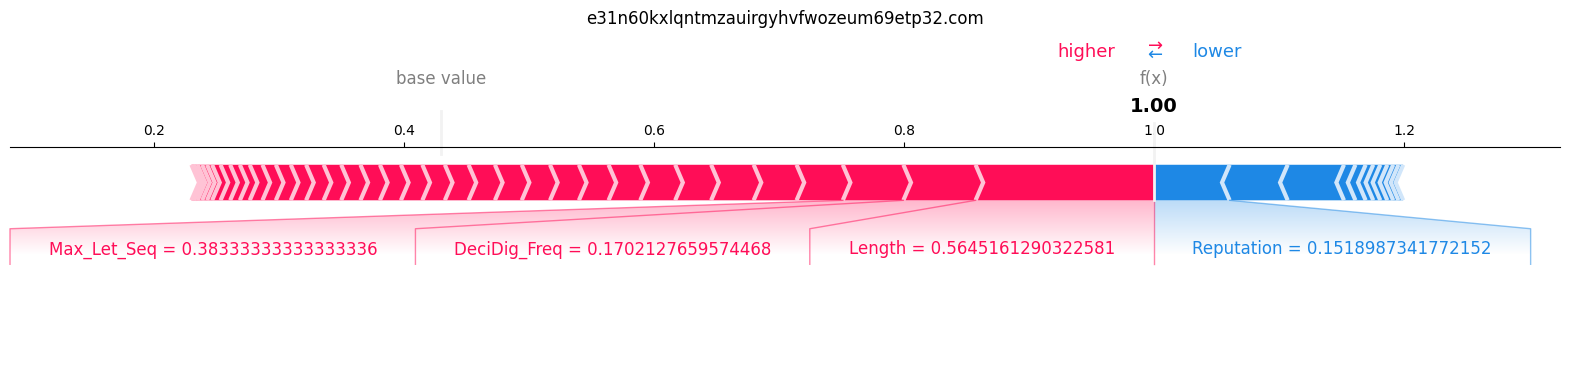 e31n60kxlqntmzauirgyhvfwozeum69etp32.com
higher → ← lower
base value f(x)
1.00
0.2 0.4 0.6 0.8 1.0 1.2
Max_Let_Seq = 0.38333333333333336 DeciDig_Freq = 0.1702127659574468 Length = 0.5645161290322581 Reputation = 0.1518987341772152